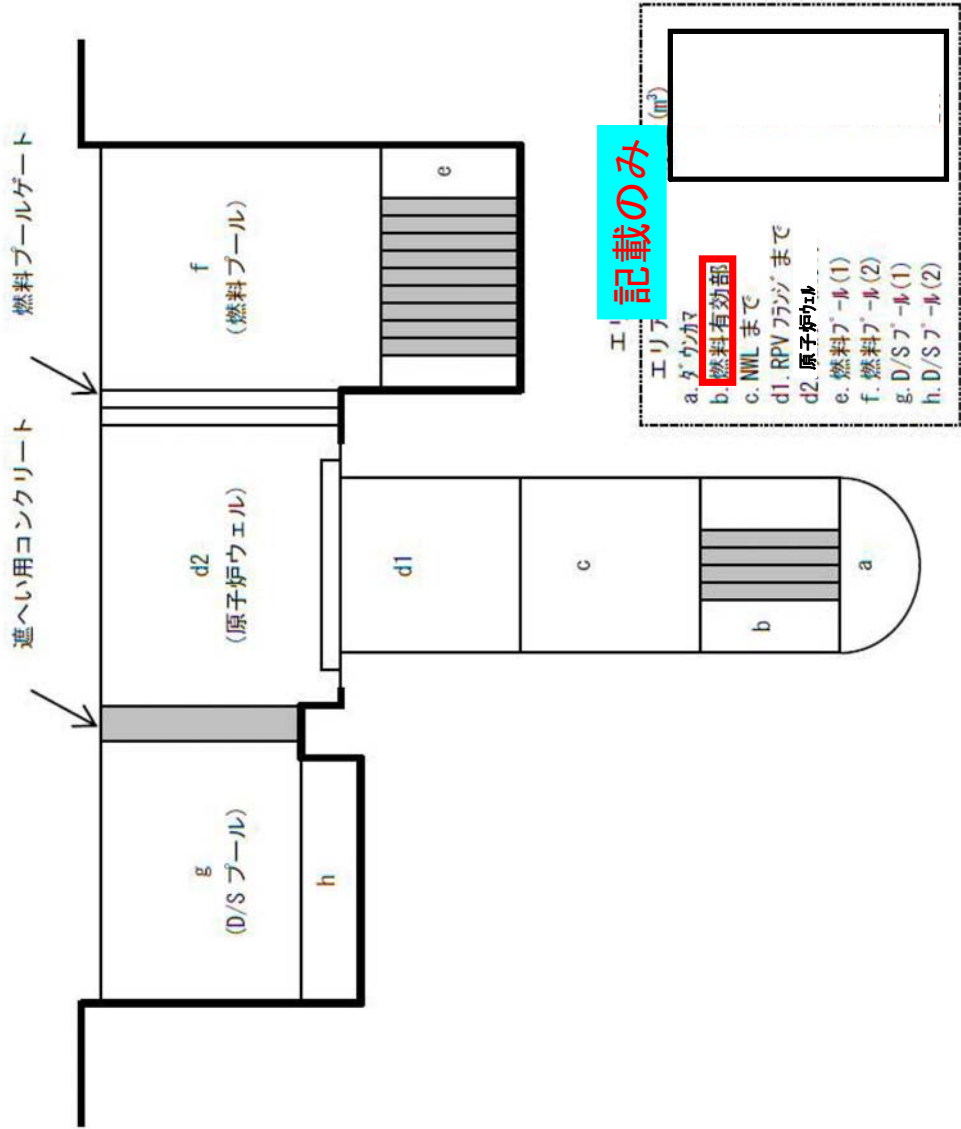 遮へい用コンクリート
燃料プールゲート
g
(D/S プール)
h
d2
(原子炉ウェル)
f
(燃料プール)
e
d1
c
b
a
記載のみ
エリ
エリア
(m³)
a. ダウンカマ
b. 燃料有効部
c. NWL まで
d1. RPV フランジ まで
d2. 原子炉ウェル
e. 燃料プール(1)
f. 燃料プール(2)
g. D/Sプール(1)
h. D/Sプール(2)